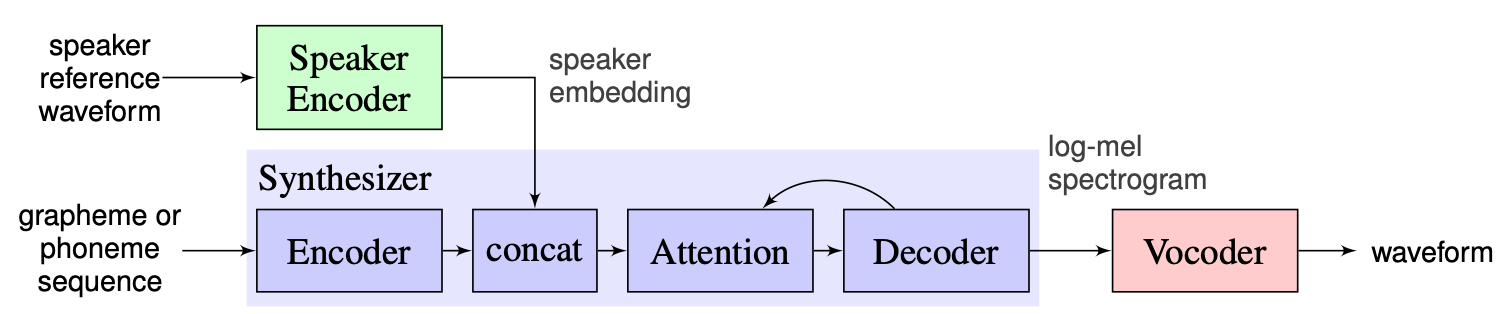 speaker
reference
waveform
Speaker
Encoder
speaker
embedding
log-mel
spectrogram
Synthesizer
grapheme or
phoneme
sequence
Encoder
concat
Attention
Decoder
Vocoder
waveform